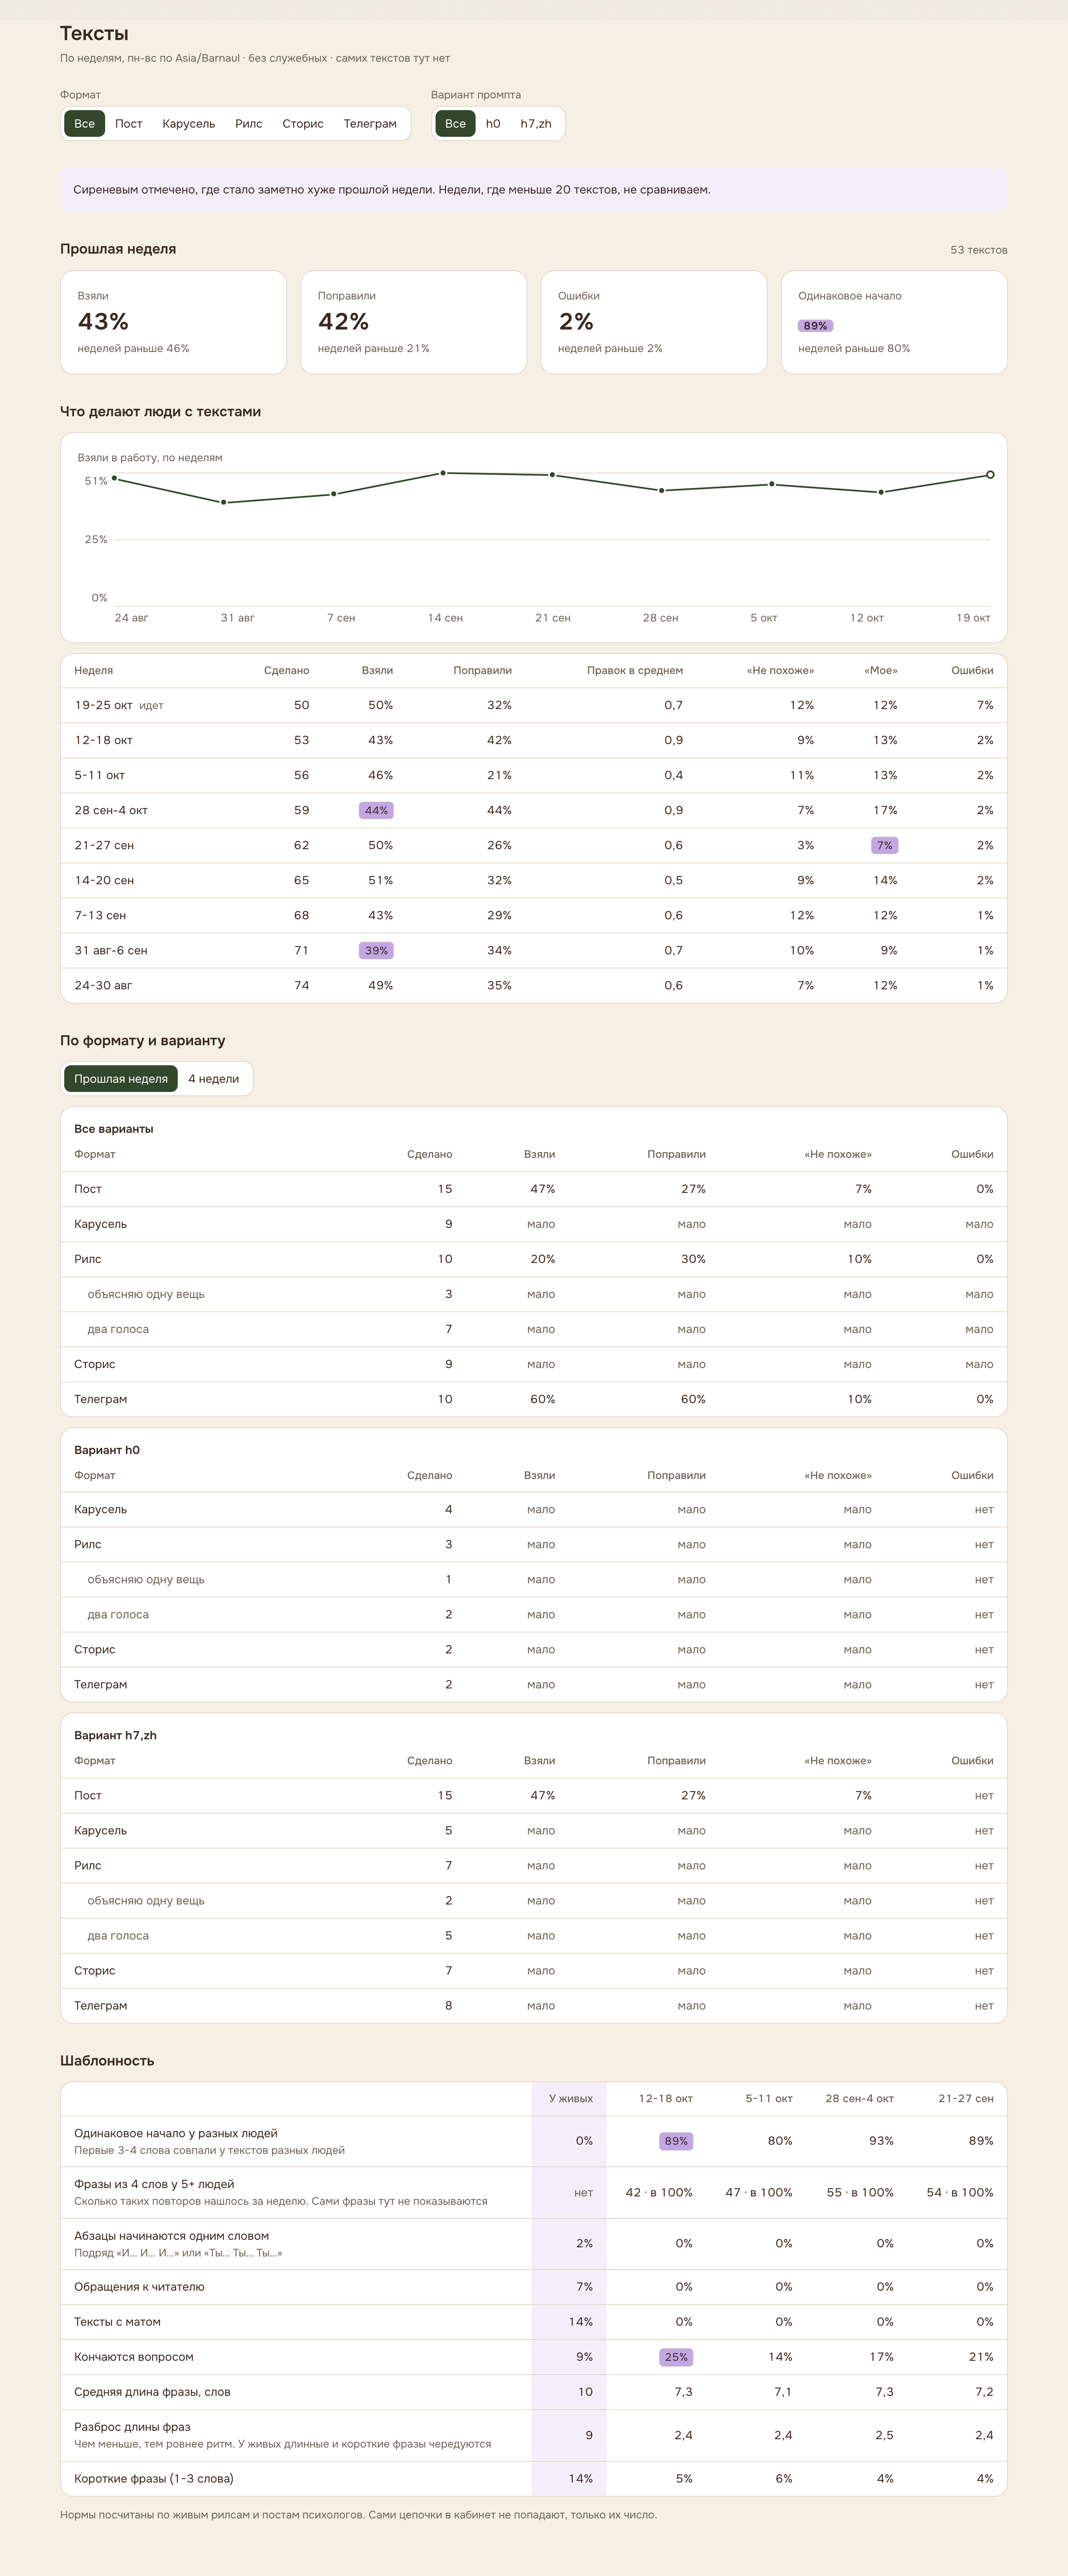 Тексты
По неделям, пн-вс по Asia/Barnaul · без служебных · самих текстов тут нет
Формат Вариант промпта
Все Пост Карусель Рилс Сторис Телеграм Все h0 h7,zh
Сиреневым отмечено, где стало заметно хуже прошлой недели. Недели, где меньше 20 текстов, не сравниваем.
Прошлая неделя 53 текстов
Взяли Поправили Ошибки Одинаковое начало
43% 42% 2% 89%
неделей раньше 46% неделей раньше 21% неделей раньше 2% неделей раньше 80%
Что делают люди с текстами
Взяли в работу, по неделям
51%
25%
0%
24 авг 31 авг 7 сен 14 сен 21 сен 28 сен 5 окт 12 окт 19 окт
Неделя Сделано Взяли Поправили Правок в среднем «Не похоже» «Мое» Ошибки
19-25 окт идет 50 50% 32% 0,7 12% 12% 7%
12-18 окт 53 43% 42% 0,9 9% 13% 2%
5-11 окт 56 46% 21% 0,4 11% 13% 2%
28 сен-4 окт 59 44% 44% 0,9 7% 17% 2%
21-27 сен 62 50% 26% 0,6 3% 7% 2%
14-20 сен 65 51% 32% 0,5 9% 14% 2%
7-13 сен 68 43% 29% 0,6 12% 12% 1%
31 авг-6 сен 71 39% 34% 0,7 10% 9% 1%
24-30 авг 74 49% 35% 0,6 7% 12% 1%
По формату и варианту
Прошлая неделя 4 недели
Все варианты
Формат Сделано Взяли Поправили «Не похоже» Ошибки
Пост 15 47% 27% 7% 0%
Карусель 9 мало мало мало мало
Рилс 10 20% 30% 10% 0%
объясняю одну вещь 3 мало мало мало мало
два голоса 7 мало мало мало мало
Сторис 9 мало мало мало мало
Телеграм 10 60% 60% 10% 0%
Вариант h0
Формат Сделано Взяли Поправили «Не похоже» Ошибки
Карусель 4 мало мало мало нет
Рилс 3 мало мало мало нет
объясняю одну вещь 1 мало мало мало нет
два голоса 2 мало мало мало нет
Сторис 2 мало мало мало нет
Телеграм 2 мало мало мало нет
Вариант h7,zh
Формат Сделано Взяли Поправили «Не похоже» Ошибки
Пост 15 47% 27% 7% нет
Карусель 5 мало мало мало нет
Рилс 7 мало мало мало нет
объясняю одну вещь 2 мало мало мало нет
два голоса 5 мало мало мало нет
Сторис 7 мало мало мало нет
Телеграм 8 мало мало мало нет
Шаблонность
У живых 12-18 окт 5-11 окт 28 сен-4 окт 21-27 сен
Одинаковое начало у разных людей 0% 89% 80% 93% 89%
Первые 3-4 слова совпали у текстов разных людей
Фразы из 4 слов у 5+ людей нет 42 · в 100% 47 · в 100% 55 · в 100% 54 · в 100%
Сколько таких повторов нашлось за неделю. Сами фразы тут не показываются
Абзацы начинаются одним словом 2% 0% 0% 0% 0%
Подряд «И… И… И…» или «Ты… Ты… Ты…»
Обращения к читателю 7% 0% 0% 0% 0%
Тексты с матом 14% 0% 0% 0% 0%
Кончаются вопросом 9% 25% 14% 17% 21%
Средняя длина фразы, слов 10 7,3 7,1 7,3 7,2
Разброс длины фраз 9 2,4 2,4 2,5 2,4
Чем меньше, тем ровнее ритм. У живых длинные и короткие фразы чередуются
Короткие фразы (1-3 слова) 14% 5% 6% 4% 4%
Нормы посчитаны по живым рилсам и постам психологов. Сами цепочки в кабинет не попадают, только их число.